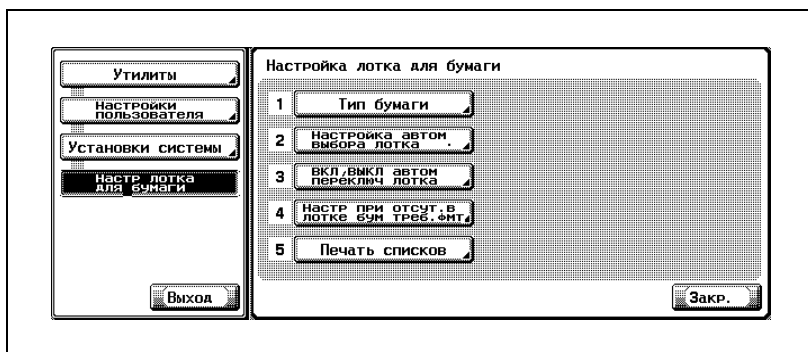 Утилиты
Настройки
пользователя
Установки системы
Настр лотка
для бумаги
Выход
Настройка лотка для бумаги
1 Тип бумаги
2 Настройка автом
выбора лотка .
3 ВКЛ/ВЫКЛ автом
переключ лотка
4 Настр при отсут.в
лотке бум треб.фмт.
5 Печать списков
Закр.